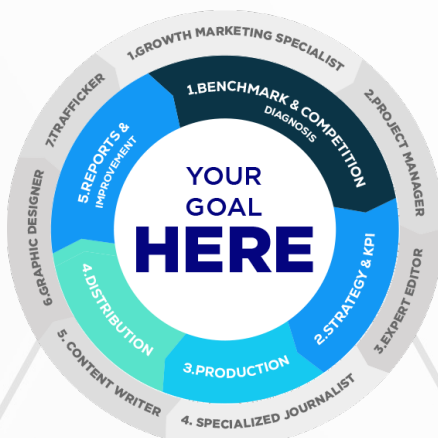 1.GROWTH MARKETING SPECIALIST
2.PROJECT MANAGER
3.EXPERT EDITOR
4. SPECIALIZED JOURNALIST
5. CONTENT WRITER
6.GRAPHIC DESIGNER
7.TRAFFICKER
1.BENCHMARK & COMPETITION
DIAGNOSIS
2.STRATEGY & KPI
3.PRODUCTION
4.DISTRIBUTION
5.REPORTS &
IMPROVEMENT
YOUR
GOAL
HERE